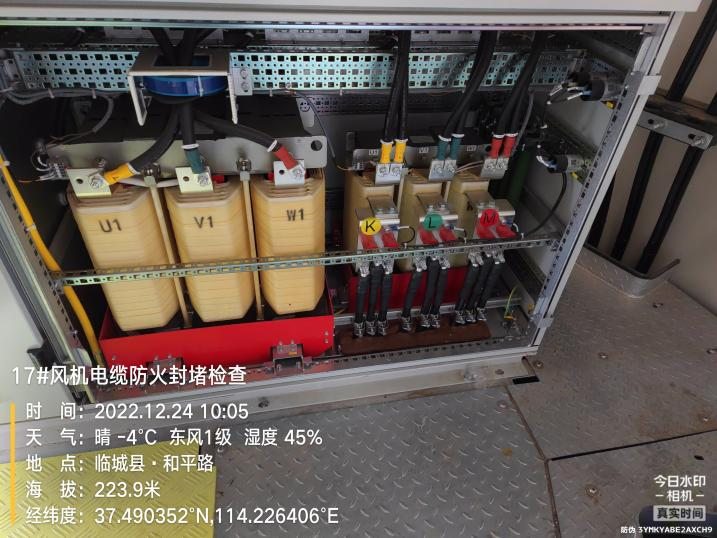 U1
V1
W1
K
L
M
17#风机电缆防火封堵检查
时 间：2022.12.24 10:05
天 气：晴 -4℃ 东风1级 湿度 45%
地 点：临城县·和平路
海 拔：223.9米
经纬度：37.490352°N,114.226406°E
今日水印
-相机-
真实时间
防伪 3YMKYABE2AXCH9